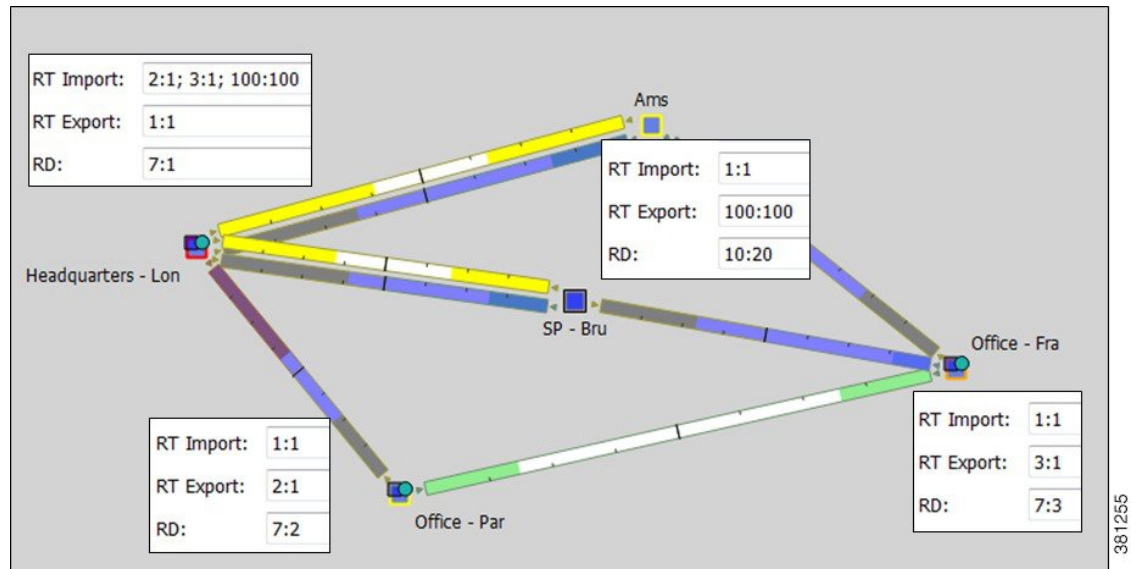 RT Import: 2:1; 3:1; 100:100
RT Export: 1:1
RD: 7:1
Headquarters - Lon
Ams
RT Import: 1:1
RT Export: 100:100
RD: 10:20
SP - Bru
Office - Fra
RT Import: 1:1
RT Export: 3:1
RD: 7:3
RT Import: 1:1
RT Export: 2:1
RD: 7:2
Office - Par
381255